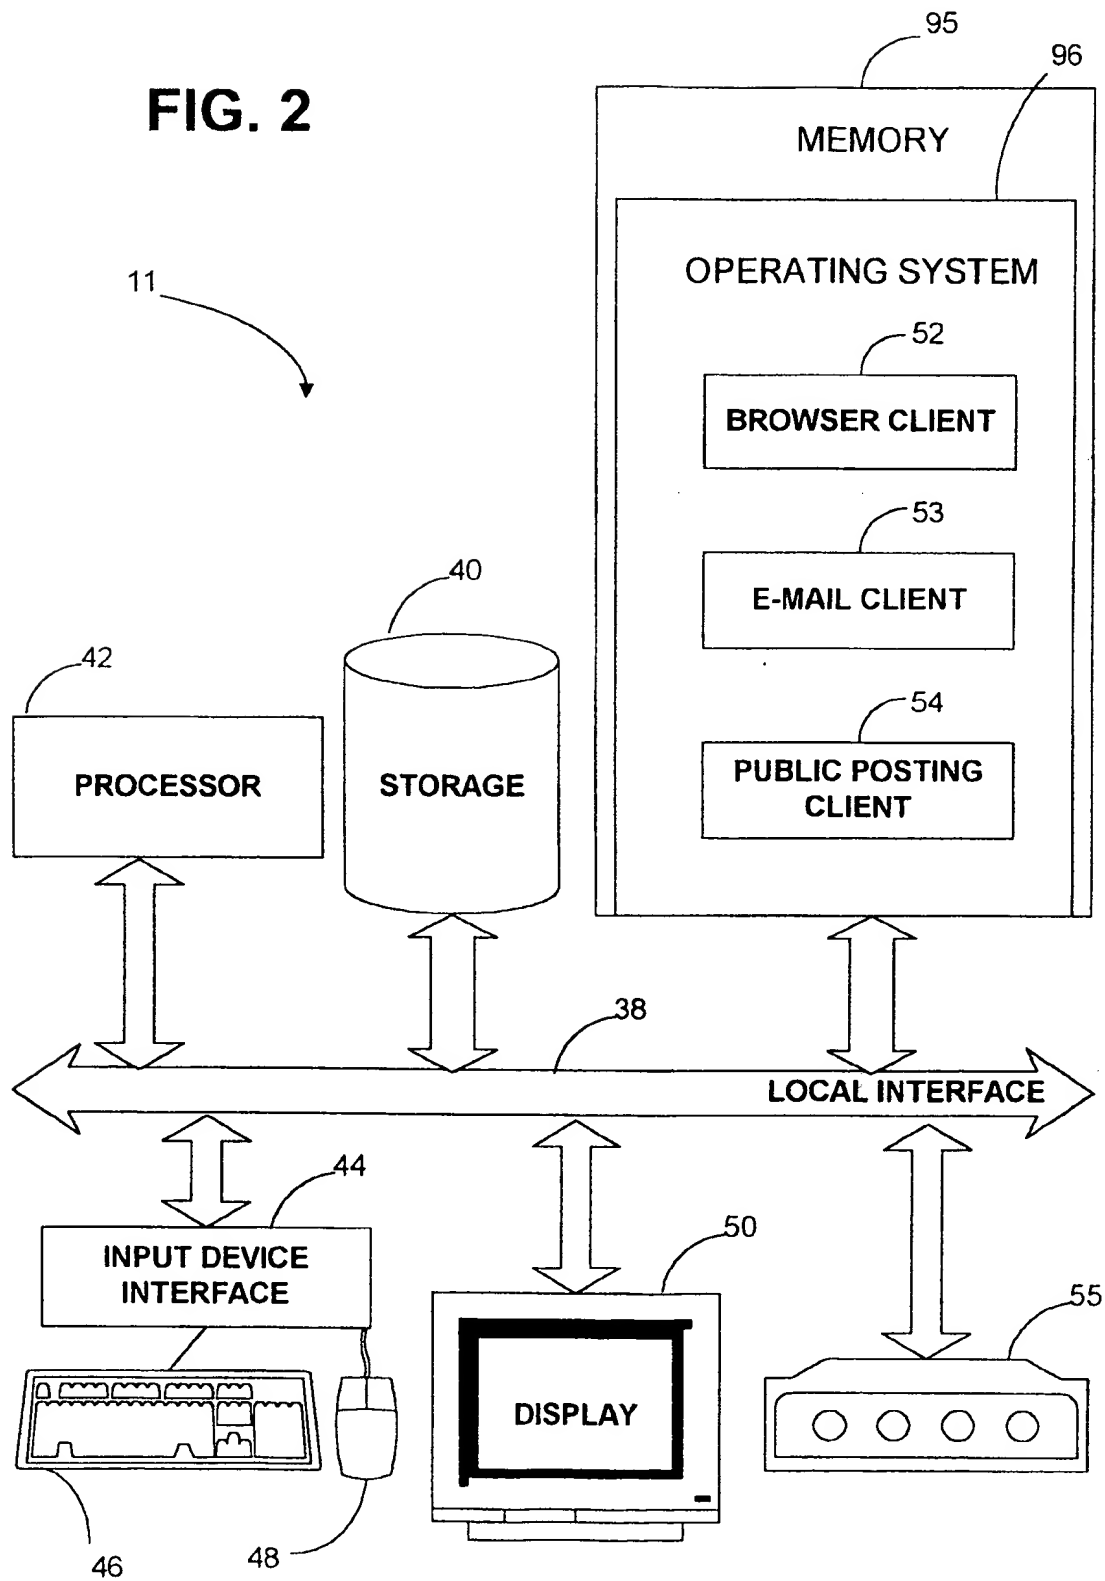 95
96
FIG. 2
MEMORY
OPERATING SYSTEM
11
52
BROWSER CLIENT
53
E-MAIL CLIENT
40
42
54
PROCESSOR
STORAGE
PUBLIC POSTING
CLIENT
38
LOCAL INTERFACE
44
INPUT DEVICE
INTERFACE
50
55
DISPLAY
46
48